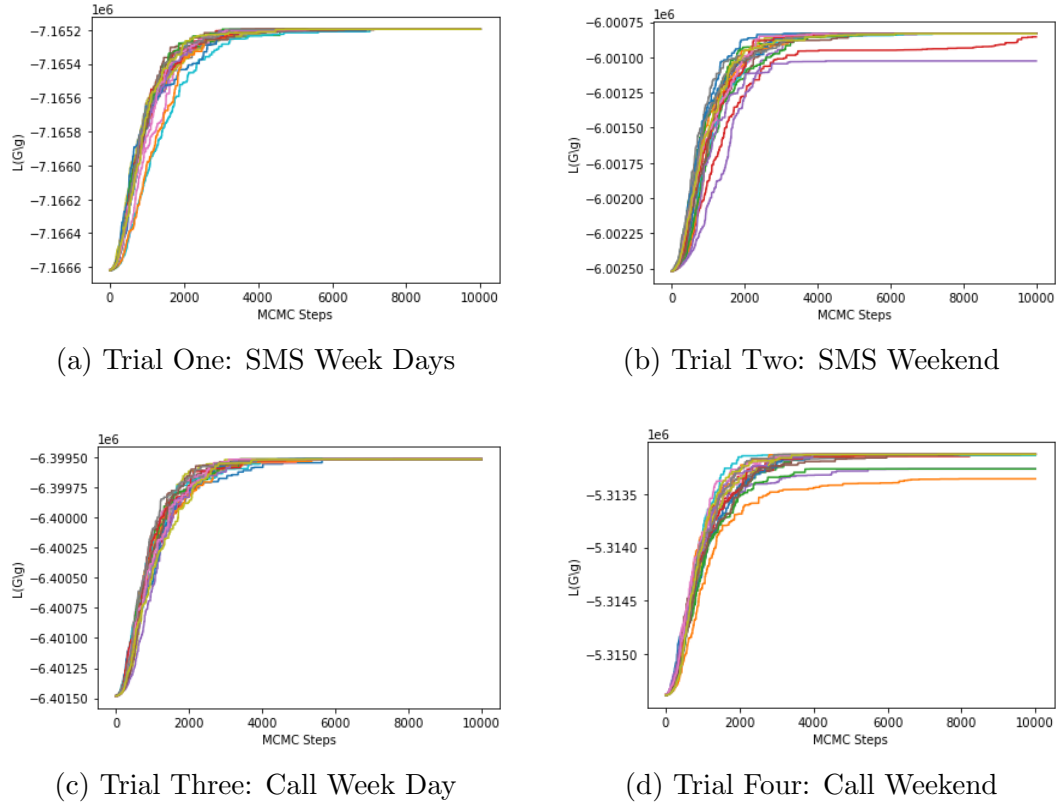 1e6
−7.1652
−7.1654
−7.1656
−7.1658
−7.1660
−7.1662
−7.1664
−7.1666
L(G\g)
0 2000 4000 6000 8000 10000
MCMC Steps
(a) Trial One: SMS Week Days
1e6
−6.00075
−6.00100
−6.00125
−6.00150
−6.00175
−6.00200
−6.00225
−6.00250
L(G\g)
0 2000 4000 6000 8000 10000
MCMC Steps
(b) Trial Two: SMS Weekend
1e6
−6.39950
−6.39975
−6.40000
−6.40025
−6.40050
−6.40075
−6.40100
−6.40125
−6.40150
L(G\g)
0 2000 4000 6000 8000 10000
MCMC Steps
(c) Trial Three: Call Week Day
1e6
−5.3135
−5.3140
−5.3145
−5.3150
L(G\g)
0 2000 4000 6000 8000 10000
MCMC Steps
(d) Trial Four: Call Weekend